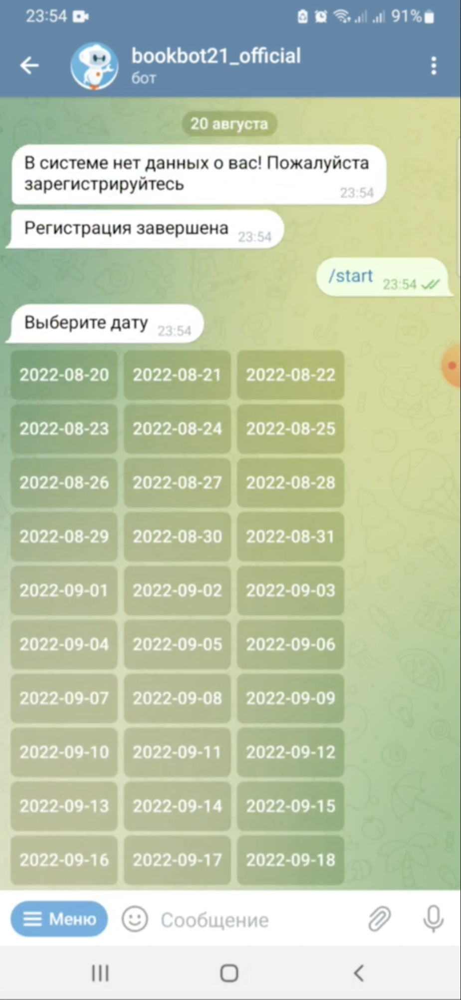 23:54 91%
bookbot21_official
бот
20 августа
В системе нет данных о вас! Пожалуйста
зарегистрируйтесь 23:54
Регистрация завершена 23:54
/start 23:54
Выберите дату 23:54
2022-08-20 2022-08-21 2022-08-22
2022-08-23 2022-08-24 2022-08-25
2022-08-26 2022-08-27 2022-08-28
2022-08-29 2022-08-30 2022-08-31
2022-09-01 2022-09-02 2022-09-03
2022-09-04 2022-09-05 2022-09-06
2022-09-07 2022-09-08 2022-09-09
2022-09-10 2022-09-11 2022-09-12
2022-09-13 2022-09-14 2022-09-15
2022-09-16 2022-09-17 2022-09-18
Меню Сообщение